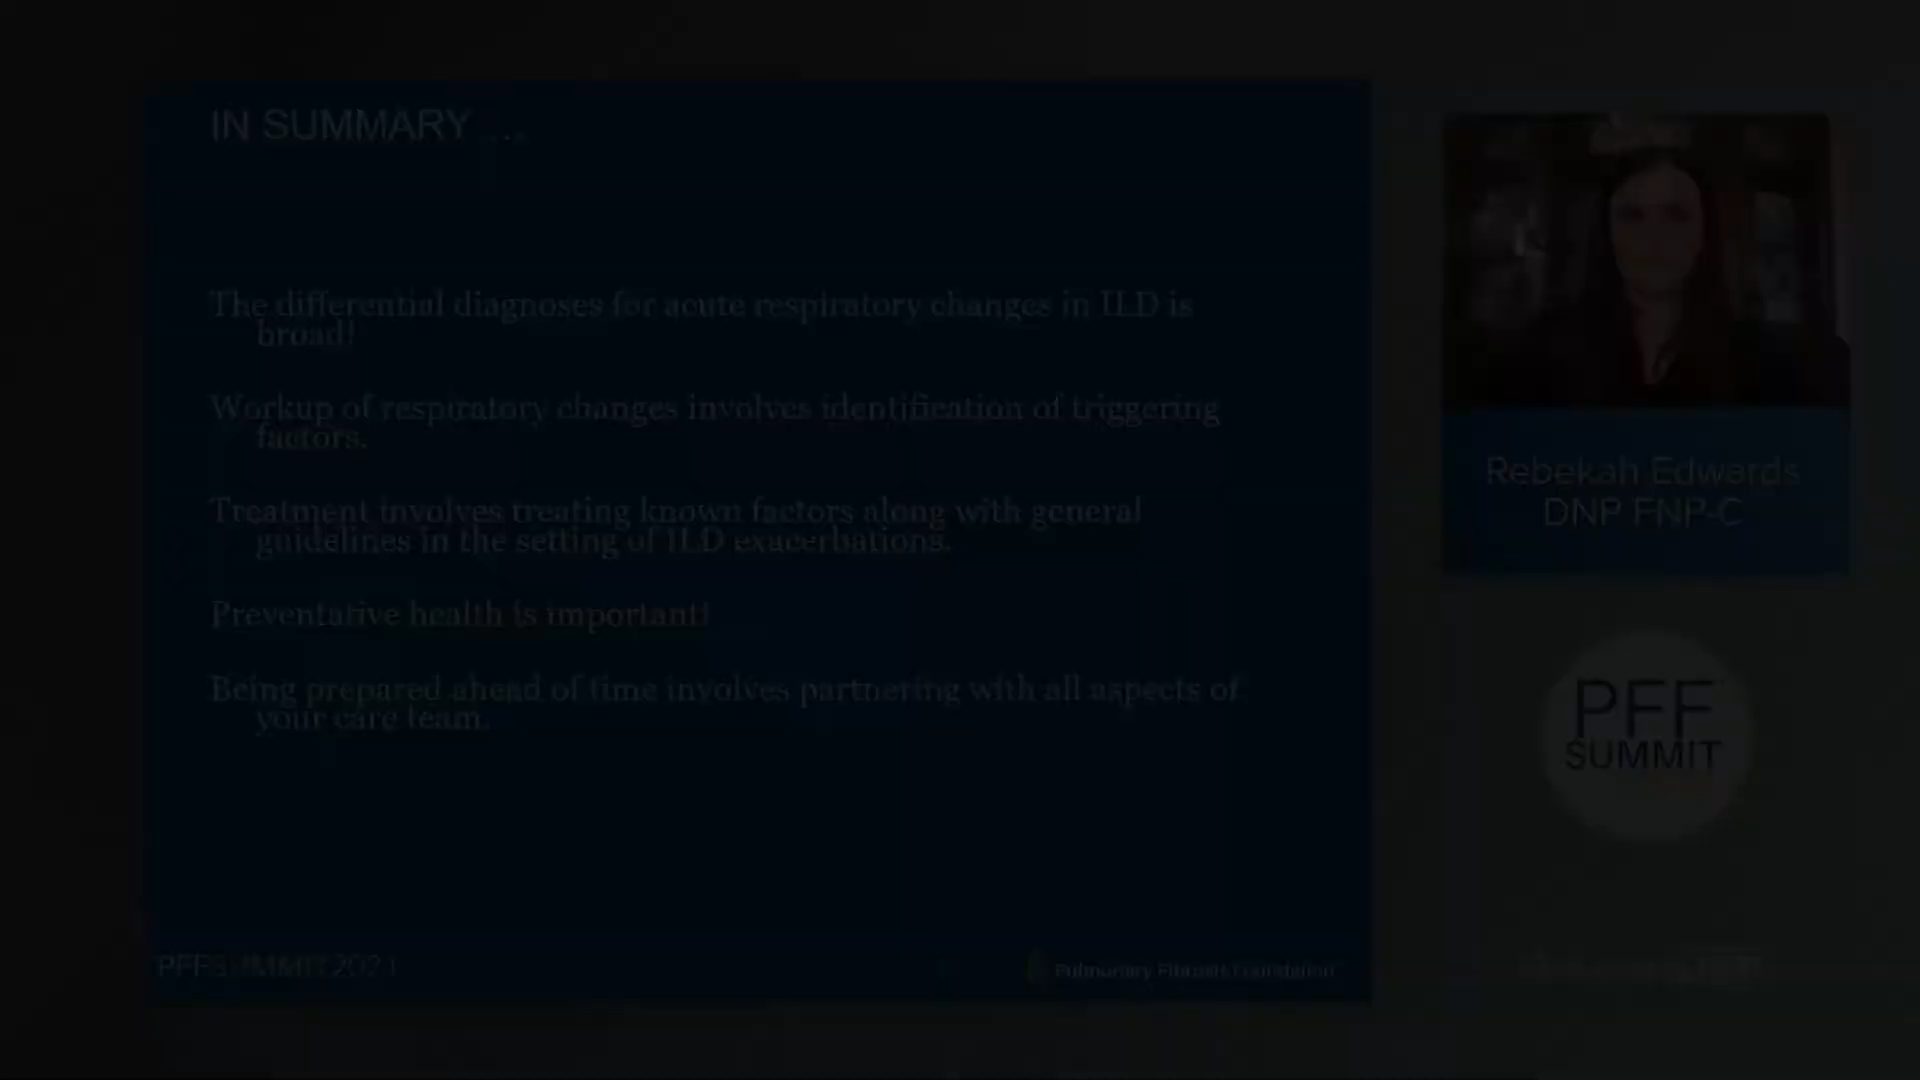 IN SUMMARY ...
The differential diagnoses for acute respiratory changes in ILD is
broad!
Workup of respiratory changes involves identification of triggering
factors.
Treatment involves treating known factors along with general
guidelines in the setting of ILD exacerbations.
Preventative health is important!
Being prepared ahead of time involves partnering with all aspects of
your care team.
PFFSUMMIT2021
Pulmonary Fibrosis Foundation
Rebekah Edwards
DNP FNP-C
PFF
SUMMIT